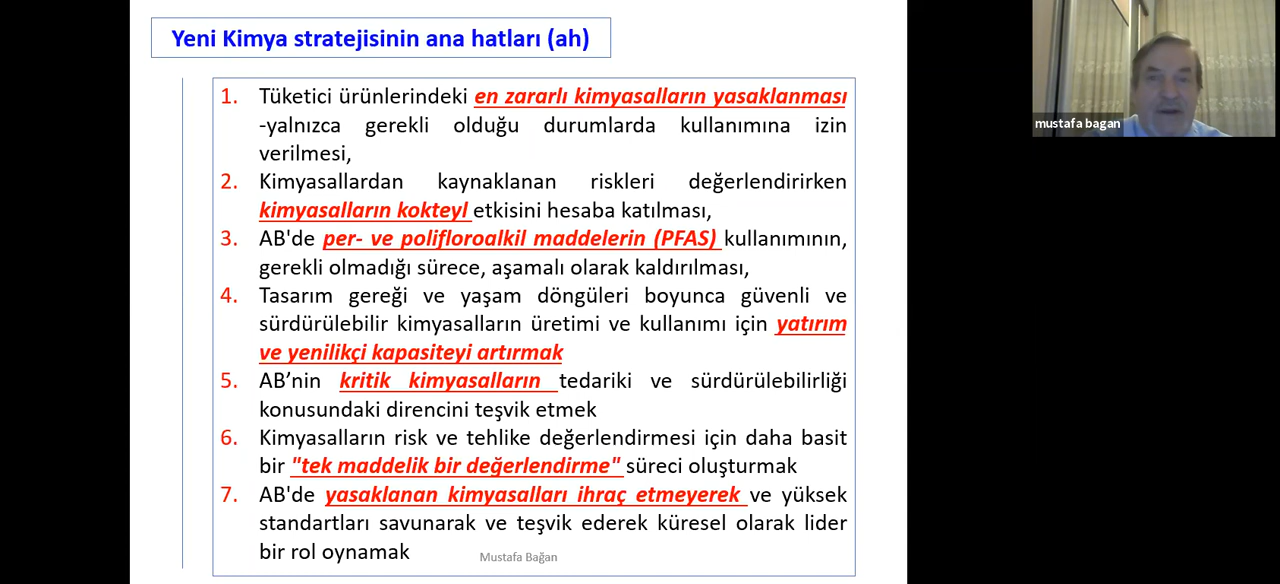 Yeni Kimya stratejisinin ana hatları (ah)
1. Tüketici ürünlerindeki en zararlı kimyasalların yasaklanması
-yalnızca gerekli olduğu durumlarda kullanımına izin
verilmesi,
2. Kimyasallardan kaynaklanan riskleri değerlendirirken
kimyasalların kokteyl etkisini hesaba katılması,
3. AB'de per- ve polifloroalkil maddelerin (PFAS) kullanımının,
gerekli olmadığı sürece, aşamalı olarak kaldırılması,
4. Tasarım gereği ve yaşam döngüleri boyunca güvenli ve
sürdürülebilir kimyasalların üretimi ve kullanımı için yatırım
ve yenilikçi kapasiteyi artırmak
5. AB’nin kritik kimyasalların tedariki ve sürdürülebilirliği
konusundaki direncini teşvik etmek
6. Kimyasalların risk ve tehlike değerlendirmesi için daha basit
bir "tek maddelik bir değerlendirme" süreci oluşturmak
7. AB'de yasaklanan kimyasalları ihraç etmeyerek ve yüksek
standartları savunarak ve teşvik ederek küresel olarak lider
bir rol oynamak
Mustafa Bağan
mustafa bagan